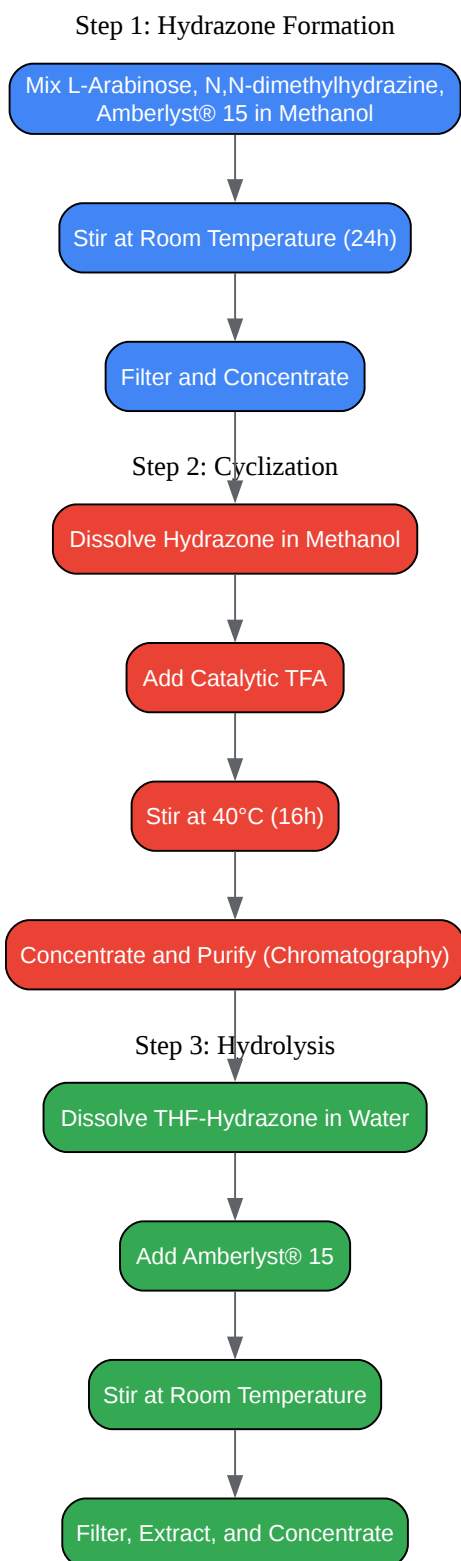 Step 1: Hydrazone Formation
Mix L-Arabinose, N,N-dimethylhydrazine,
Amberlyst® 15 in Methanol
Stir at Room Temperature (24h)
Filter and Concentrate
Step 2: Cyclization
Dissolve Hydrazone in Methanol
Add Catalytic TFA
Stir at 40°C (16h)
Concentrate and Purify (Chromatography)
Step 3: Hydrolysis
Dissolve THF-Hydrazone in Water
Add Amberlyst® 15
Stir at Room Temperature
Filter, Extract, and Concentrate